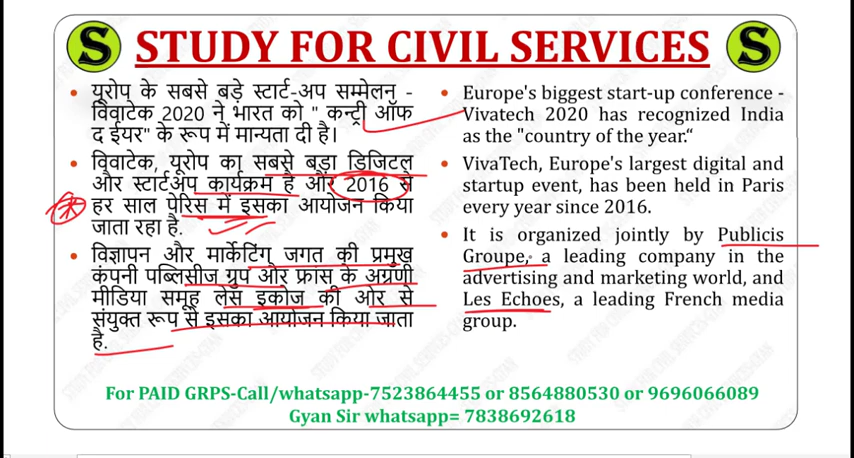 S STUDY FOR CIVIL SERVICES S
• यूरोप के सबसे बड़े स्टार्ट-अप सम्मेलन -
विवाटेक 2020 ने भारत को " कन्ट्री ऑफ
द ईयर" के रूप में मान्यता दी है।
• विवाटेक, यूरोप का सबसे बड़ा डिजिटल
और स्टार्टअप कार्यक्रम है और 2016 से
हर साल पेरिस में इसका आयोजन किया
जाता रहा है.
• विज्ञापन और मार्केटिंग जगत की प्रमुख
कंपनी पब्लिसीज ग्रुप और फ्रांस के अग्रणी
मीडिया समूह लेस इकोज की ओर से
संयुक्त रूप से इसका आयोजन किया जाता
है.
• Europe's biggest start-up conference -
Vivatech 2020 has recognized India
as the "country of the year.“
• VivaTech, Europe's largest digital and
startup event, has been held in Paris
every year since 2016.
• It is organized jointly by Publicis
Groupe, a leading company in the
advertising and marketing world, and
Les Echoes, a leading French media
group.
For PAID GRPS-Call/whatsapp-7523864455 or 8564880530 or 9696066089
Gyan Sir whatsapp= 7838692618